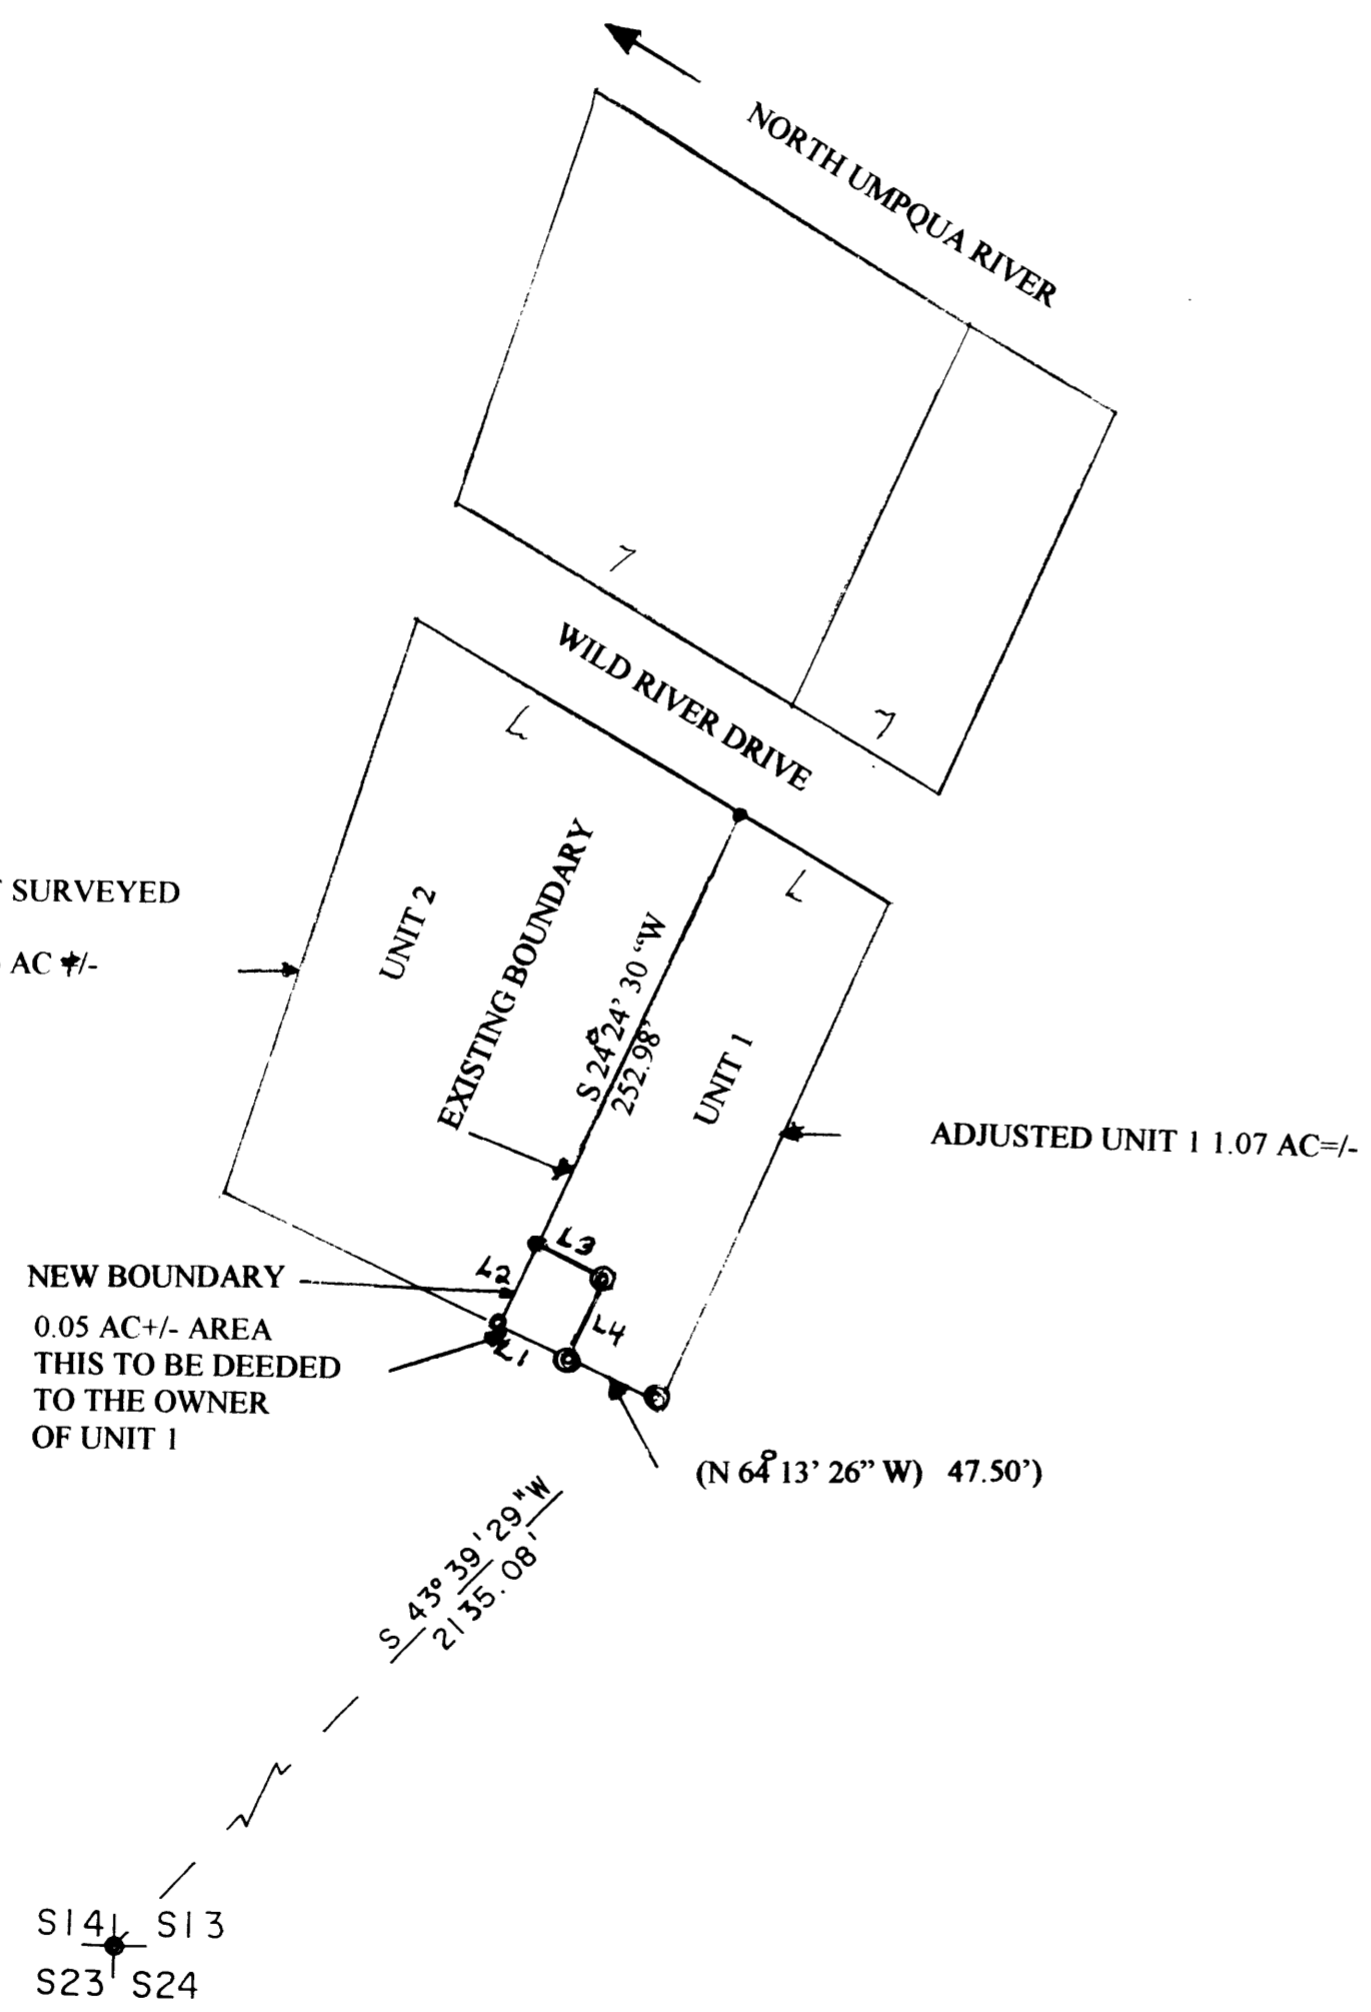 NORTH UMPQUA RIVER
7
WILD RIVER DRIVE
7
L
L
SURVEYED
AC +/-
UNIT 2
EXISTING BOUNDARY
S 24° 24’ 30 “W
252.98’
UNIT 1
ADJUSTED UNIT 1 1.07 AC=/-
L3
L2
NEW BOUNDARY
L4
L1
0.05 AC+/- AREA
THIS TO BE DEEDED
TO THE OWNER
OF UNIT 1
(N 64° 13’ 26” W) 47.50’)
S 43° 39' 29" W
2135.08'
S14 S13
S23 S24